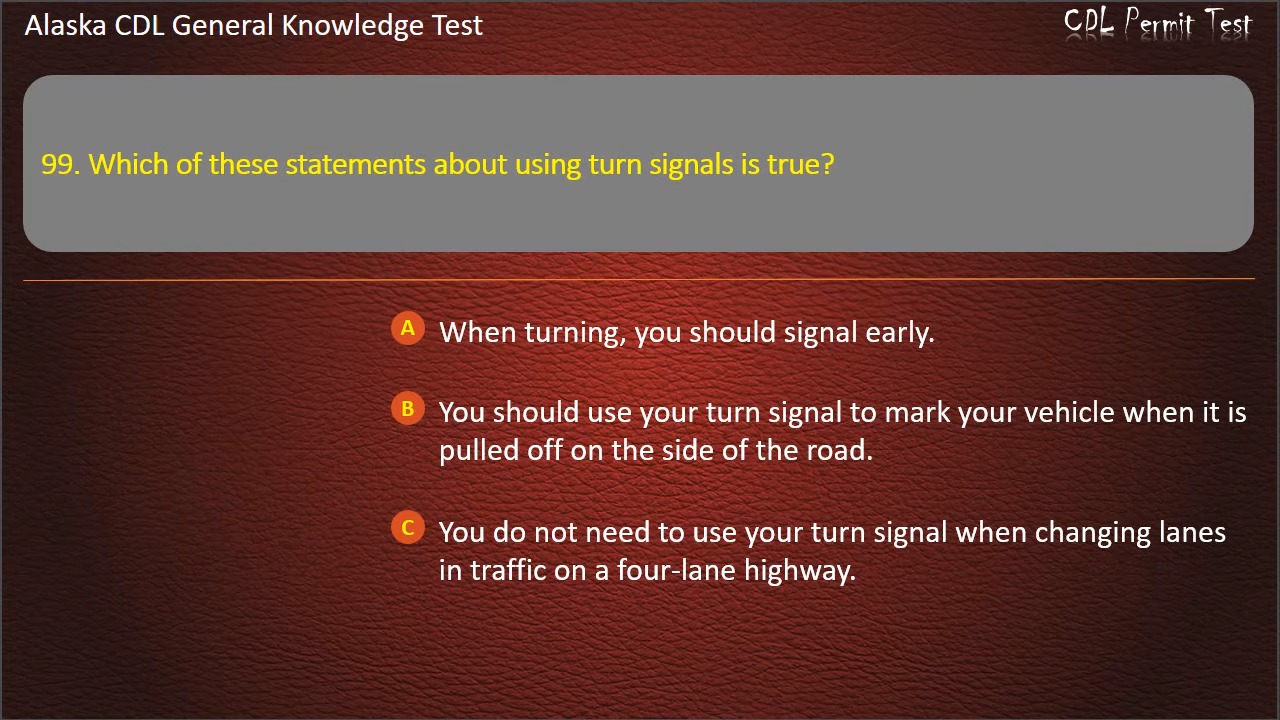 Alaska CDL General Knowledge Test
CDL Permit Test
99. Which of these statements about using turn signals is true?
A When turning, you should signal early.
B You should use your turn signal to mark your vehicle when it is
pulled off on the side of the road.
C You do not need to use your turn signal when changing lanes
in traffic on a four-lane highway.